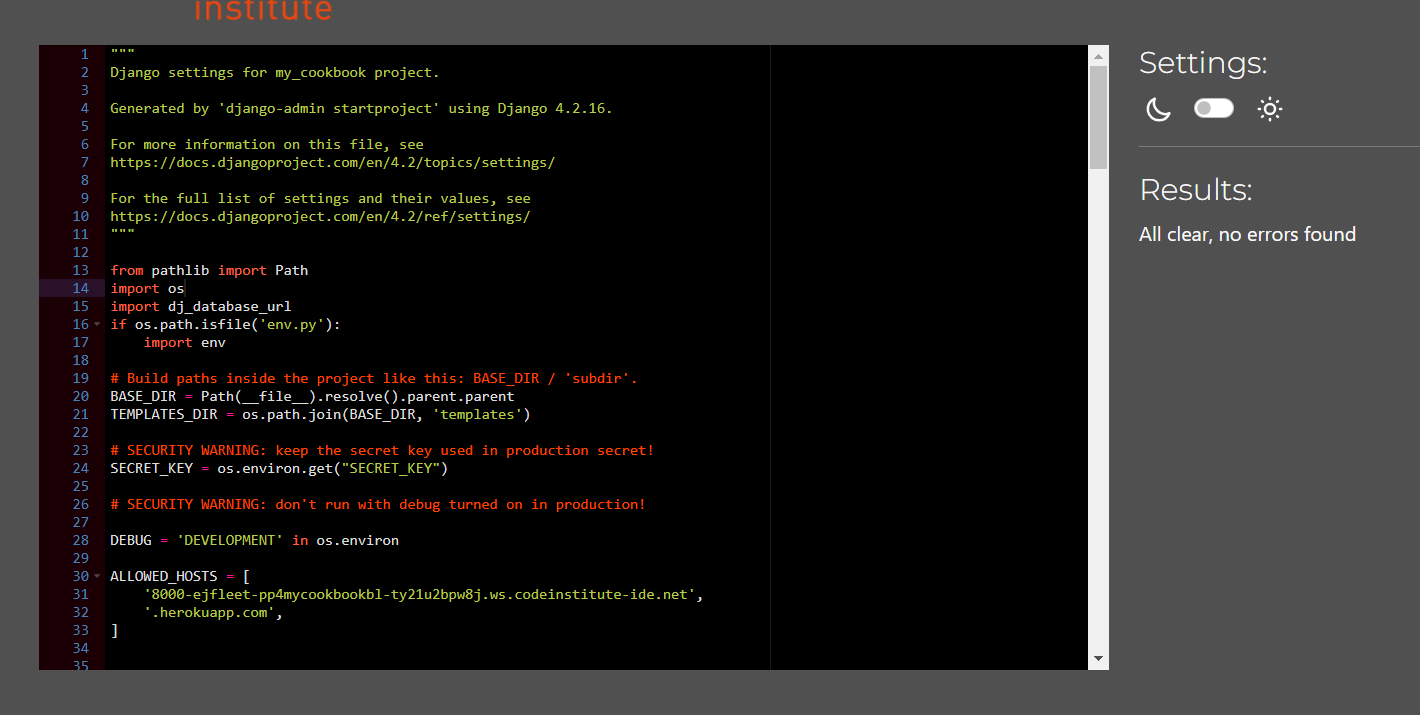 institute
1 """
2 Django settings for my_cookbook project.
3
4 Generated by 'django-admin startproject' using Django 4.2.16.
5
6 For more information on this file, see
7 https://docs.djangoproject.com/en/4.2/topics/settings/
8
9 For the full list of settings and their values, see
10 https://docs.djangoproject.com/en/4.2/ref/settings/
11 """
12
13 from pathlib import Path
14 import os
15 import dj_database_url
16 if os.path.isfile('env.py'):
17     import env
18
19 # Build paths inside the project like this: BASE_DIR / 'subdir'.
20 BASE_DIR = Path(__file__).resolve().parent.parent
21 TEMPLATES_DIR = os.path.join(BASE_DIR, 'templates')
22
23 # SECURITY WARNING: keep the secret key used in production secret!
24 SECRET_KEY = os.environ.get("SECRET_KEY")
25
26 # SECURITY WARNING: don't run with debug turned on in production!
27
28 DEBUG = 'DEVELOPMENT' in os.environ
29
30 ALLOWED_HOSTS = [
31     '8000-ejfleet-pp4mycookbookbl-ty21u2bpw8j.ws.codeinstitute-ide.net',
32     '.herokuapp.com',
33 ]
34
35
Settings:
Results:
All clear, no errors found